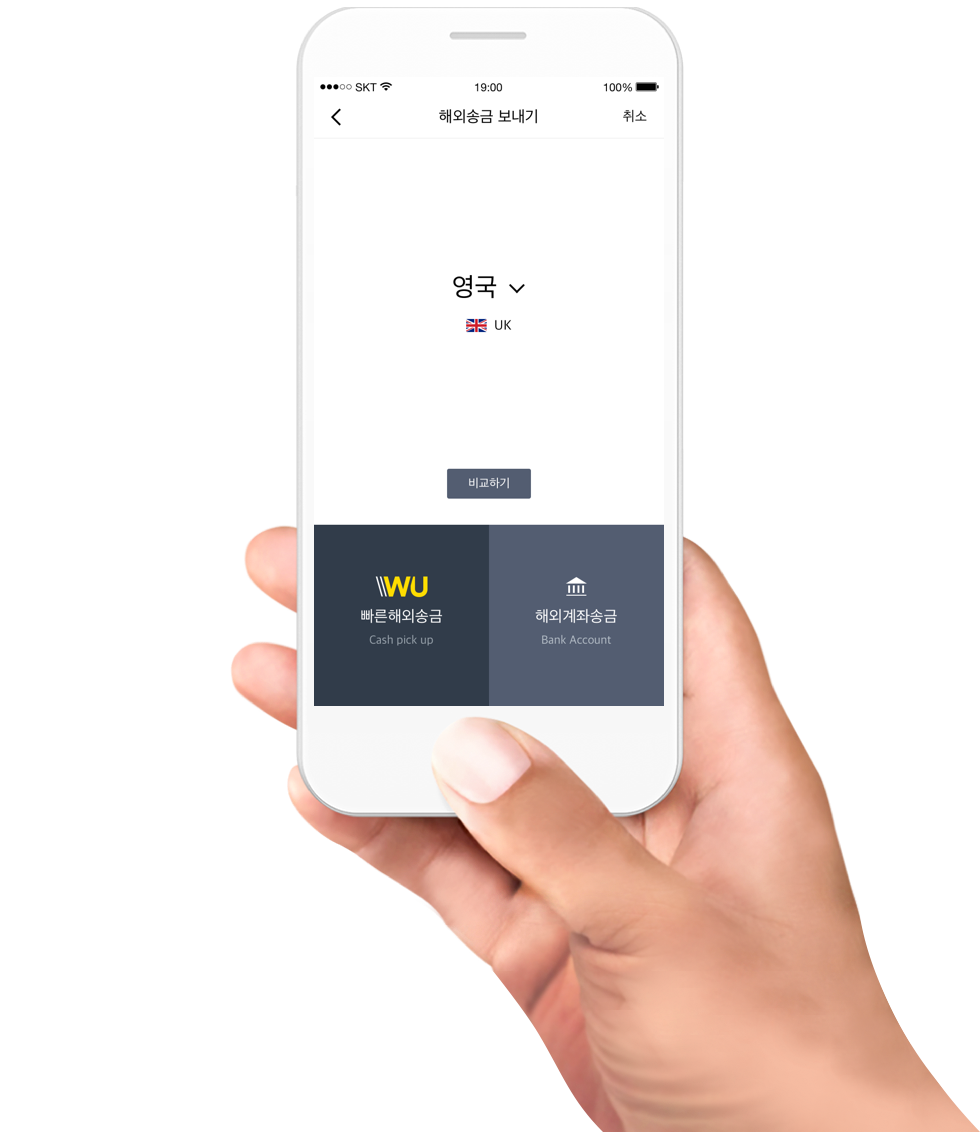 SKT 19:00 100%
해외송금 보내기 취소
영국
UK
비교하기
WU
빠른해외송금
Cash pick up
해외계좌송금
Bank Account